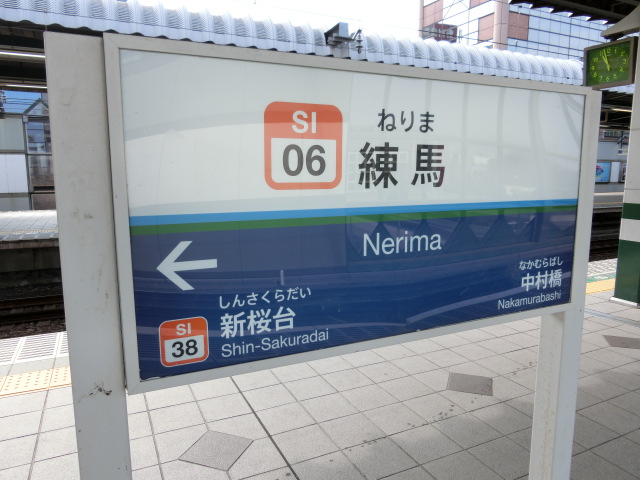 SI
06
ねりま
練馬
Nerima
SI
38
しんさくらだい
新桜台
Shin-Sakuradai
なかむらばし
中村橋
Nakamurabashi